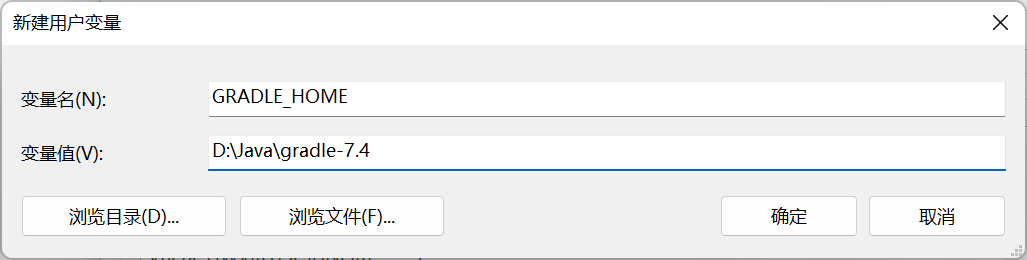 新建用户变量
变量名(N):
GRADLE_HOME
变量值(V):
D:\Java\gradle-7.4
浏览目录(D)...
浏览文件(F)...
确定
取消